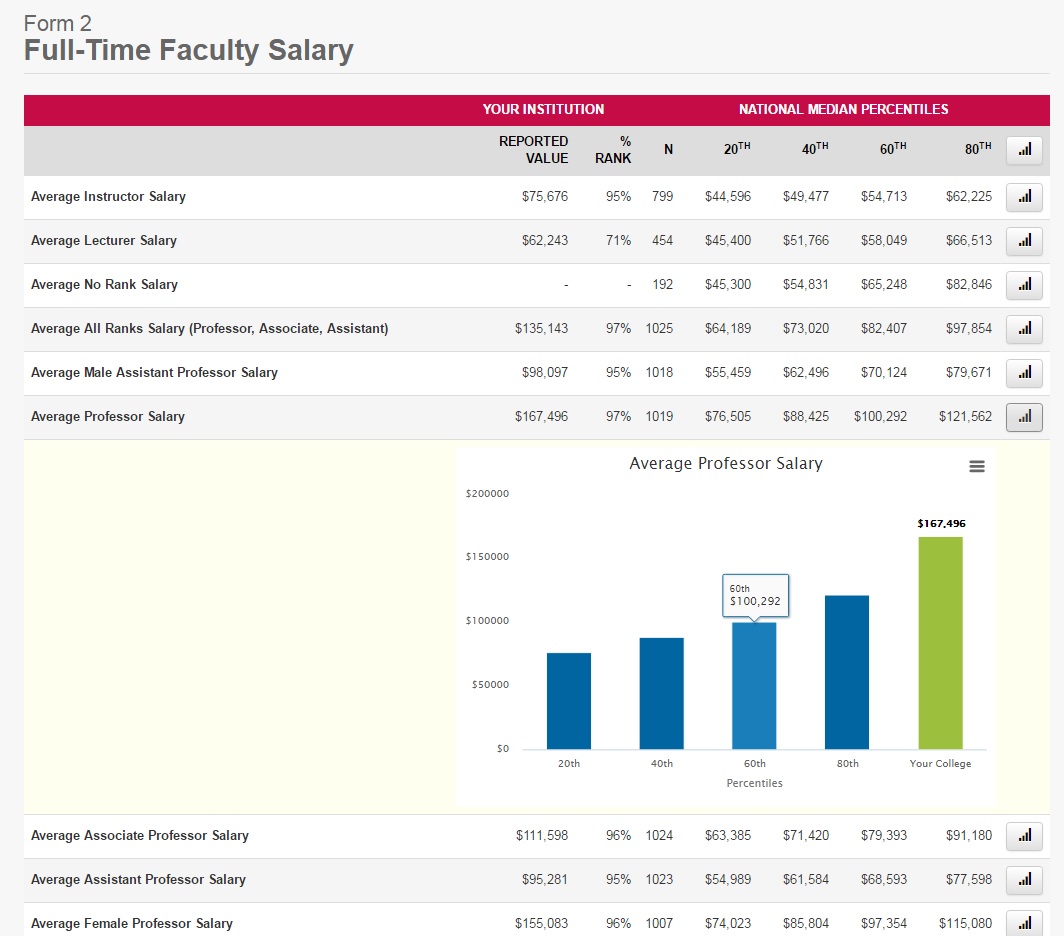 Form 2
Full-Time Faculty Salary
YOUR INSTITUTION NATIONAL MEDIAN PERCENTILES
REPORTED VALUE % RANK N 20TH 40TH 60TH 80TH
Average Instructor Salary $75,676 95% 799 $44,596 $49,477 $54,713 $62,225
Average Lecturer Salary $62,243 71% 454 $45,400 $51,766 $58,049 $66,513
Average No Rank Salary - - 192 $45,300 $54,831 $65,248 $82,846
Average All Ranks Salary (Professor, Associate, Assistant) $135,143 97% 1025 $64,189 $73,020 $82,407 $97,854
Average Male Assistant Professor Salary $98,097 95% 1018 $55,459 $62,496 $70,124 $79,671
Average Professor Salary $167,496 97% 1019 $76,505 $88,425 $100,292 $121,562
Average Professor Salary
$200000
$167,496
$150000
60th
$100,292
$100000
$50000
$0
20th 40th 60th 80th Your College
Percentiles
Average Associate Professor Salary $111,598 96% 1024 $63,385 $71,420 $79,393 $91,180
Average Assistant Professor Salary $95,281 95% 1023 $54,989 $61,584 $68,593 $77,598
Average Female Professor Salary $155,083 96% 1007 $74,023 $85,804 $97,354 $115,080